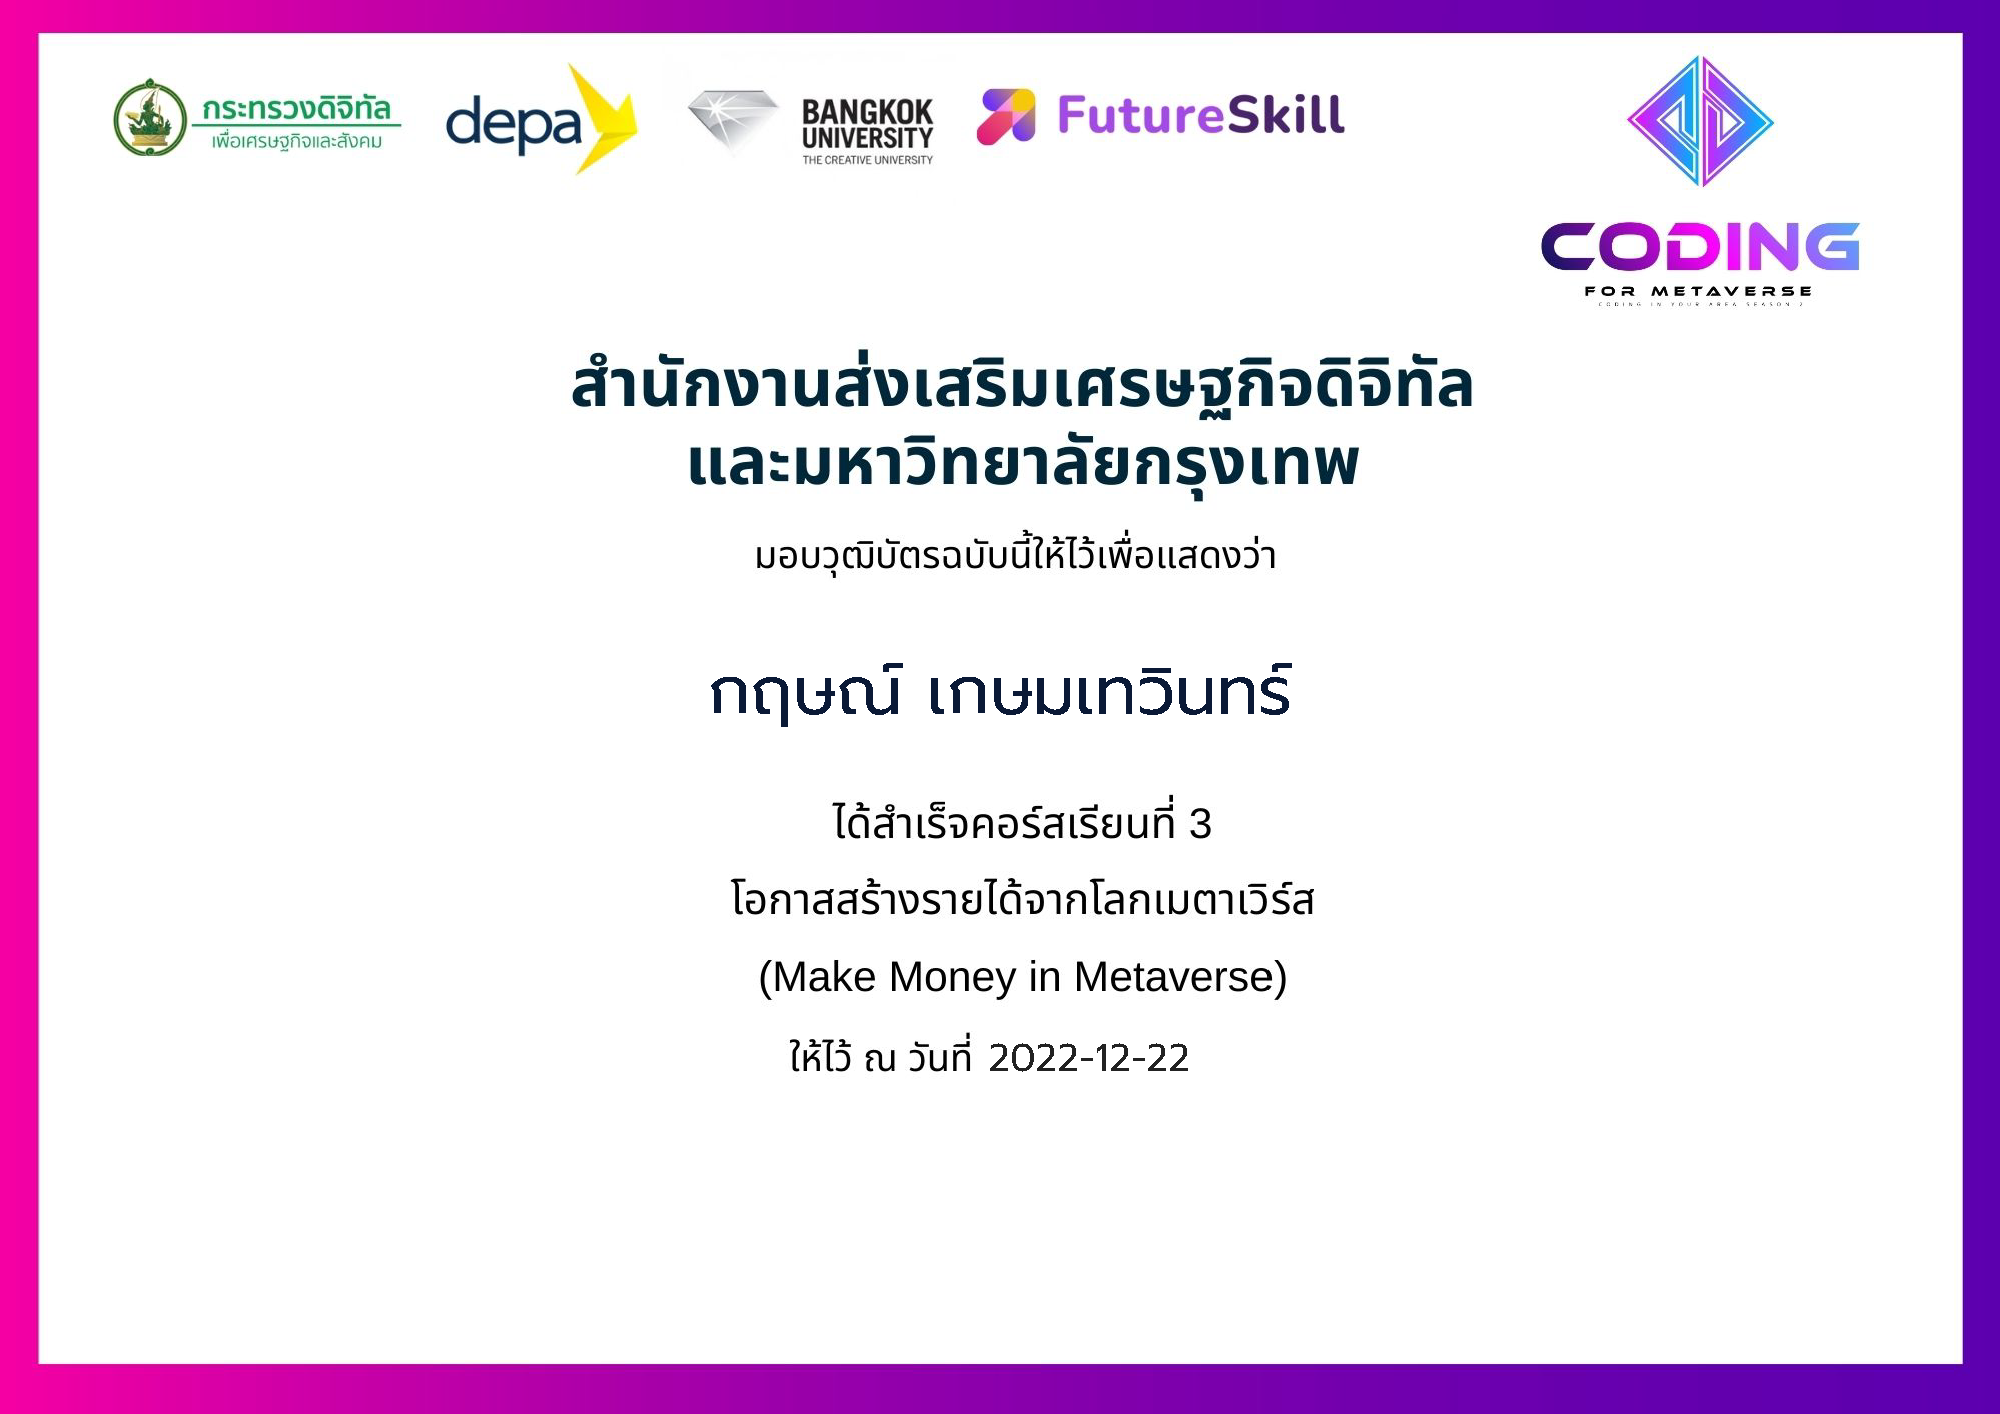 กระทรวงดิจิทัล
เพื่อเศรษฐกิจและสังคม
depa
BANGKOK
UNIVERSITY
THE CREATIVE UNIVERSITY
FutureSkill
CODING
FOR METAVERSE
CODING IN YOUR AREA SEASON 2
สำนักงานส่งเสริมเศรษฐกิจดิจิทัล
และมหาวิทยาลัยกรุงเทพ
มอบวุฒิบัตรฉบับนี้ให้ไว้เพื่อแสดงว่า
กฤษณ์ เกษมเทวินทร์
ได้สำเร็จคอร์สเรียนที่ 3
โอกาสสร้างรายได้จากโลกเมตาเวิร์ส
(Make Money in Metaverse)
ให้ไว้ ณ วันที่ 2022-12-22